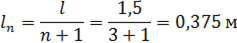 lₙ = l / (n + 1) = 1,5 / (3 + 1) = 0,375 м